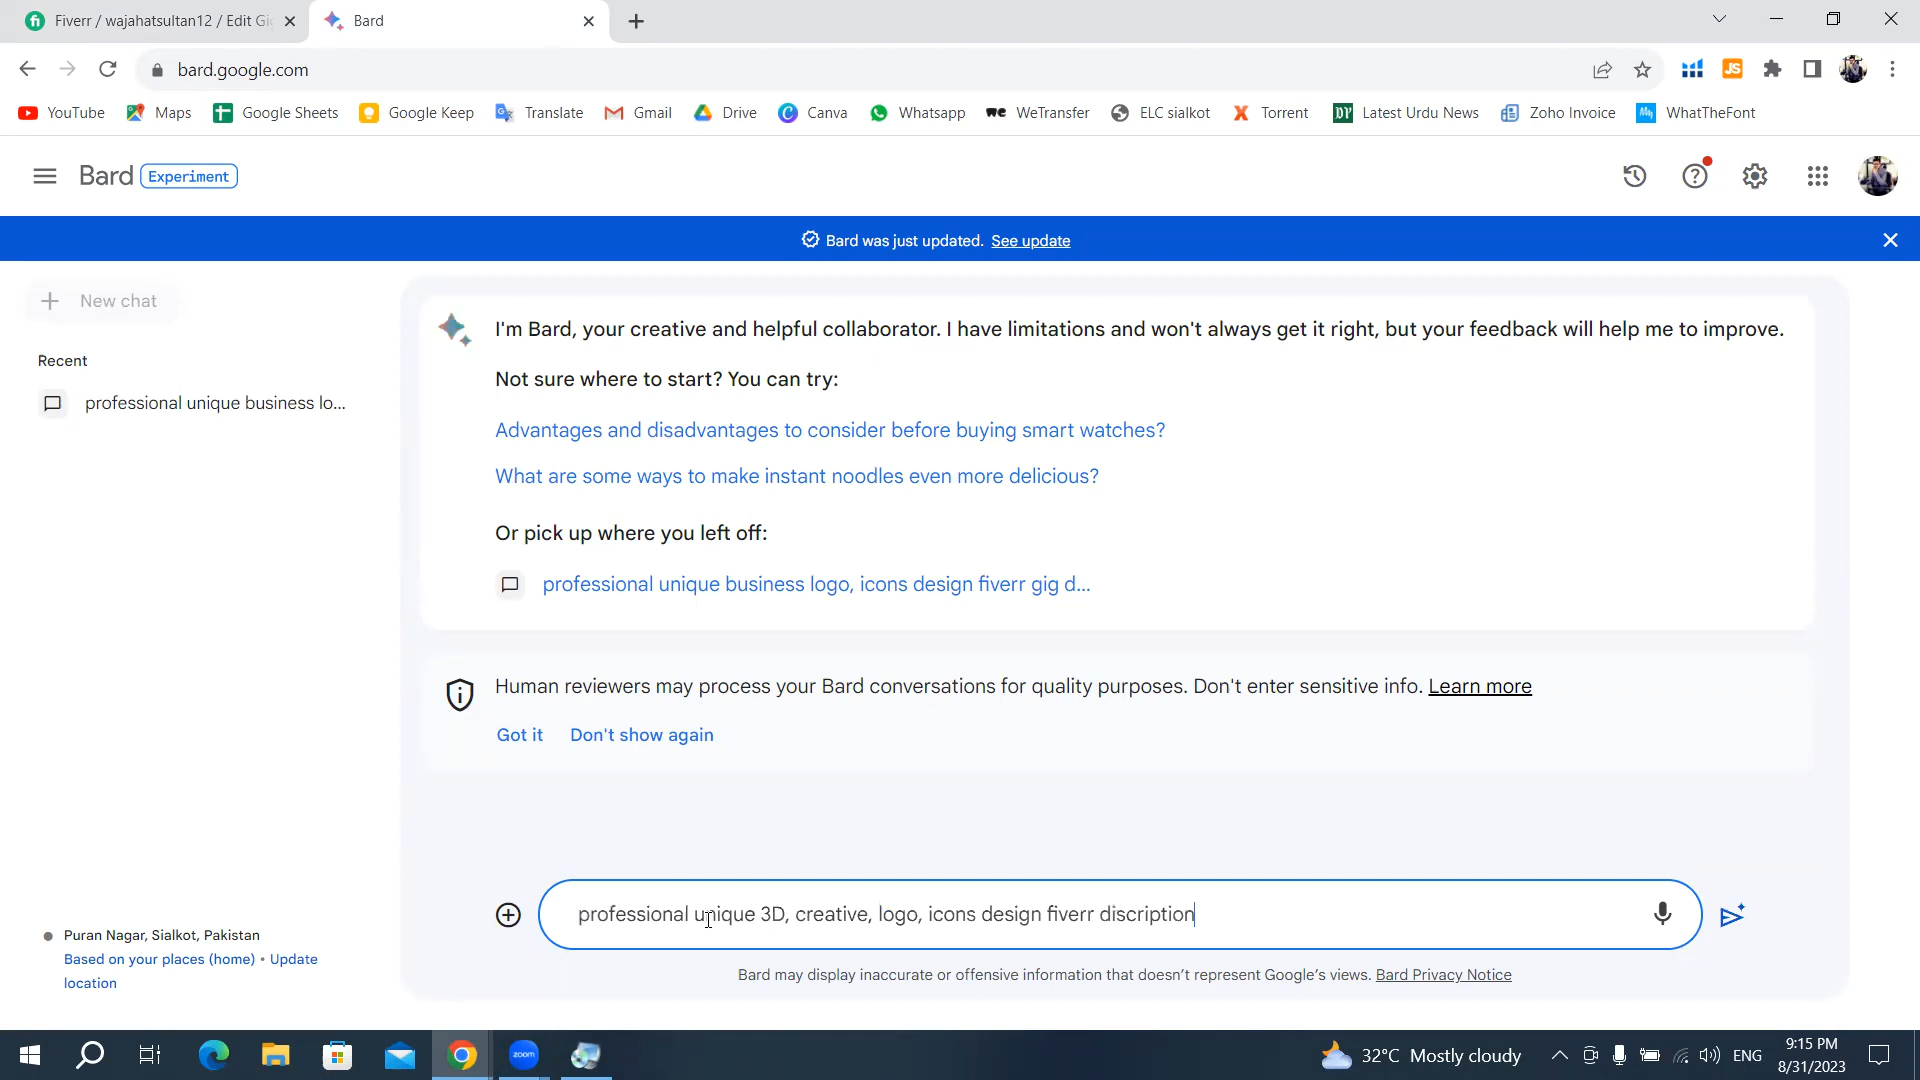 Fiverr / wajahatsultan12 / Edit Gi
Bard
bard.google.com
YouTube
Maps
Google Sheets
Google Keep
Translate
Gmail
Drive
Canva
Whatsapp
WeTransfer
ELC sialkot
Torrent
Latest Urdu News
Zoho Invoice
WhatTheFont
Bard Experiment
Bard was just updated. See update
New chat
Recent
professional unique business lo...
I'm Bard, your creative and helpful collaborator. I have limitations and won't always get it right, but your feedback will help me to improve.
Not sure where to start? You can try:
Advantages and disadvantages to consider before buying smart watches?
What are some ways to make instant noodles even more delicious?
Or pick up where you left off:
professional unique business logo, icons design fiverr gig d...
Human reviewers may process your Bard conversations for quality purposes. Don't enter sensitive info. Learn more
Got it Don't show again
professional unique 3D, creative, logo, icons design fiverr discription
Bard may display inaccurate or offensive information that doesn't represent Google's views. Bard Privacy Notice
Puran Nagar, Sialkot, Pakistan
Based on your places (home) • Update
location
zoom
32°C Mostly cloudy
ENG
9:15 PM
8/31/2023